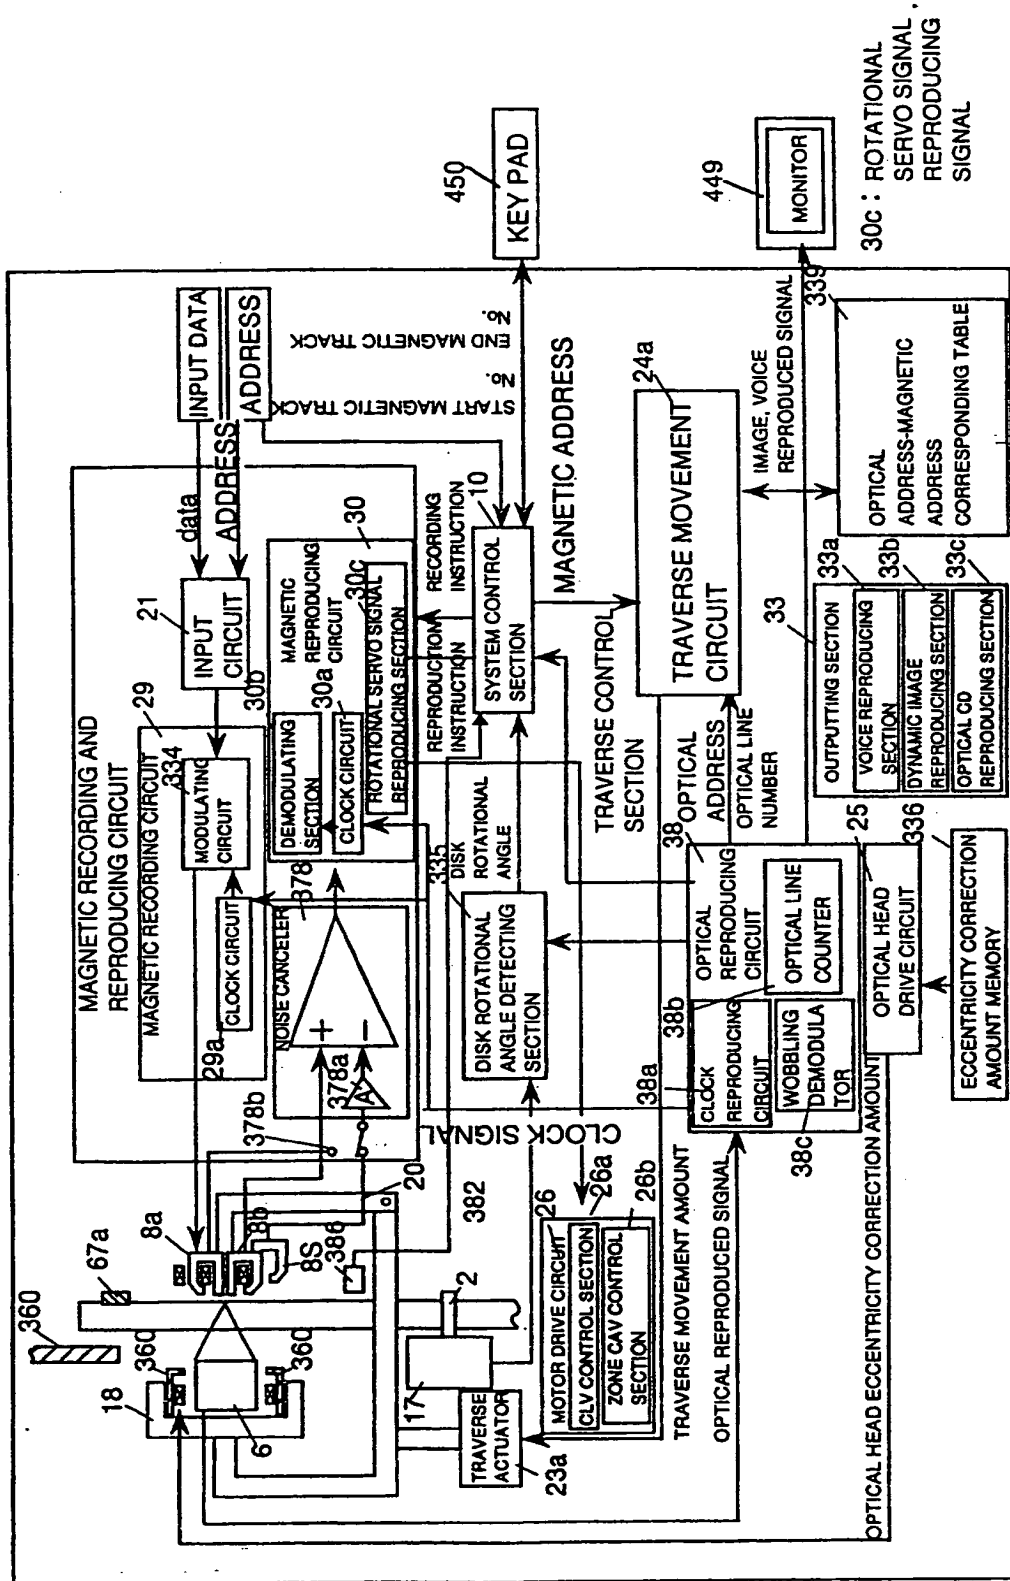 360
67a
18
360
360
6
8a
8b
8S
386
20
382
2
17
TRAVERSE
ACTUATOR
23a
MAGNETIC RECORDING AND
REPRODUCING CIRCUIT
MAGNETIC RECORDING CIRCUIT
29
334
MODULATING
CIRCUIT
CLOCK CIRCUIT
29a
21
INPUT
CIRCUIT
data
ADDRESS
INPUT DATA
ADDRESS
NOISE CANCELER
378
+
−
378a
A
378b
30b
MAGNETIC
REPRODUCING
CIRCUIT
30
DEMODULATING
SECTION
30a
CLOCK CIRCUIT
30c
ROTATIONAL SERVO SIGNAL
REPRODUCING SECTION
START MAGNETIC TRACK
No.
END MAGNETIC TRACK
No.
REPRODUCTION
INSTRUCTION
RECORDING
INSTRUCTION
10
SYSTEM CONTROL
SECTION
450
KEY PAD
MAGNETIC ADDRESS
335
DISK
ROTATIONAL
ANGLE
DISK ROTATIONAL
ANGLE DETECTING
SECTION
CLOCK SIGNAL
TRAVERSE CONTROL
SECTION
24a
TRAVERSE MOVEMENT
CIRCUIT
26
26a
26b
MOTOR DRIVE CIRCUIT
CLV CONTROL SECTION
ZONE CAV CONTROL
SECTION
TRAVERSE MOVEMENT AMOUNT
OPTICAL REPRODUCED SIGNAL
OPTICAL
ADDRESS
OPTICAL LINE
NUMBER
38
OPTICAL
REPRODUCING
CIRCUIT
OPTICAL LINE
COUNTER
38b
38a
CLOCK
REPRODUCING
CIRCUIT
WOBBLING
DEMODULA
TOR
38c
IMAGE, VOICE
REPRODUCED SIGNAL
449
MONITOR
30c : ROTATIONAL
SERVO SIGNAL
REPRODUCING
SIGNAL
339
OPTICAL
ADDRESS-MAGNETIC
ADDRESS
CORRESPONDING TABLE
33
OUTPUTTING SECTION
33a
VOICE REPRODUCING
SECTION
33b
DYNAMIC IMAGE
REPRODUCING SECTION
33c
OPTICAL CD
REPRODUCING SECTION
25
OPTICAL HEAD
DRIVE CIRCUIT
336
ECCENTRICITY CORRECTION
AMOUNT MEMORY
OPTICAL HEAD ECCENTRICITY CORRECTION AMOUNT